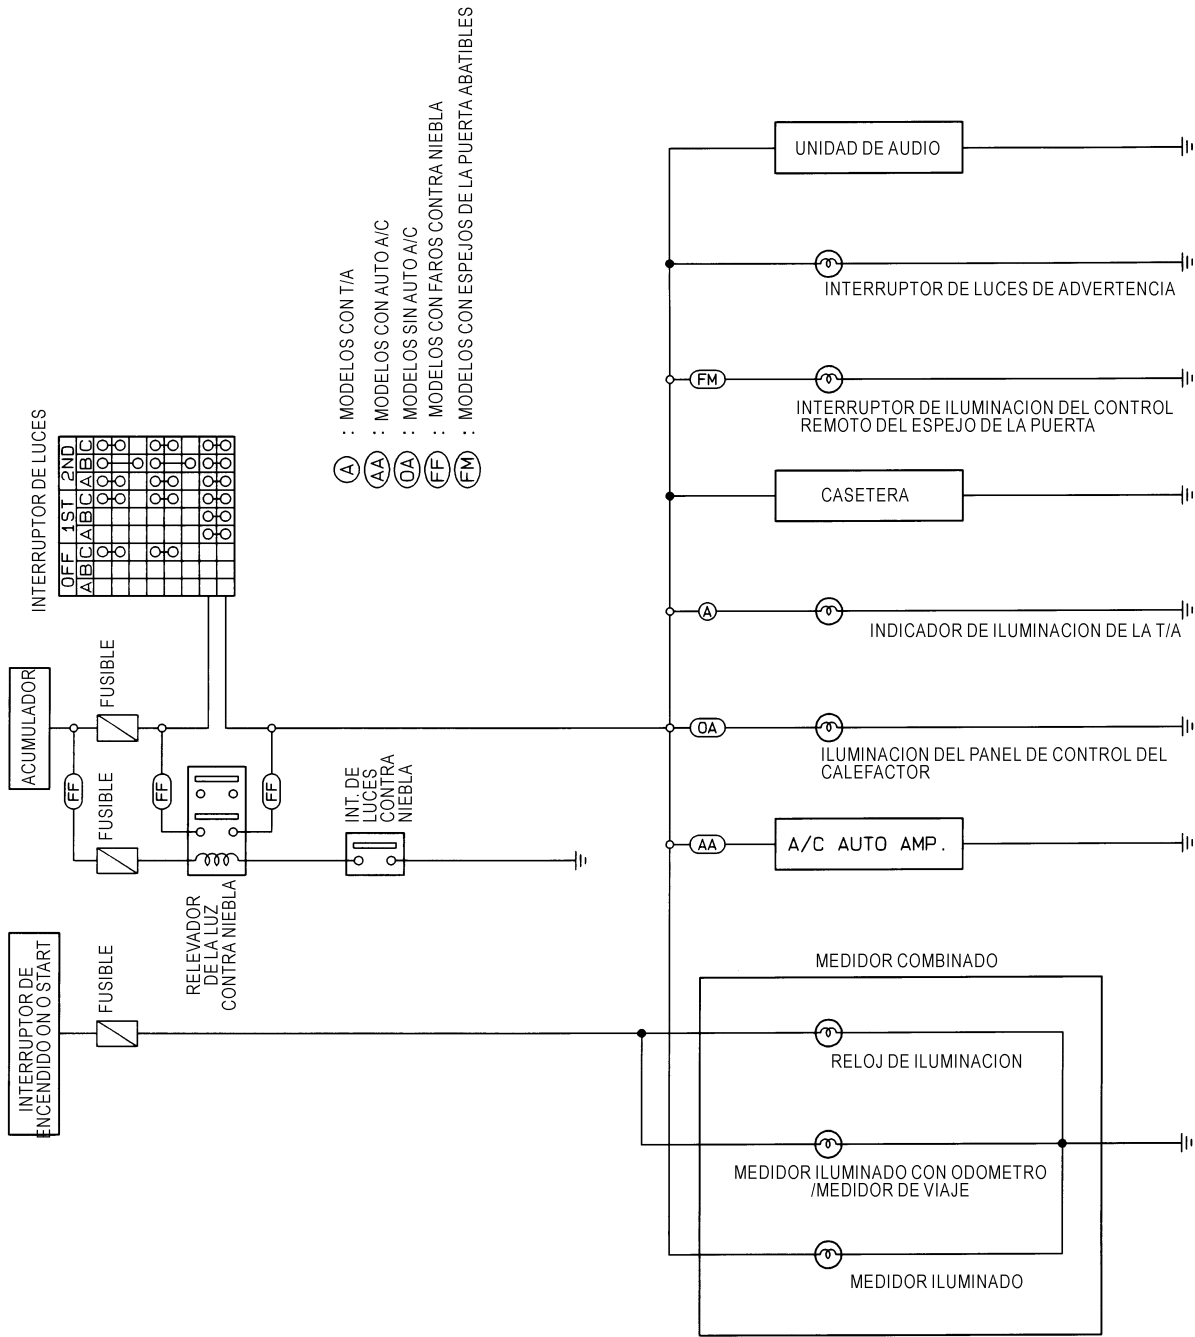 INTERRUPTOR DE LUCES
OFF 1ST 2ND
A B C A B C A B C
A : MODELOS CON T/A
AA : MODELOS CON AUTO A/C
OA : MODELOS SIN AUTO A/C
FF : MODELOS CON FAROS CONTRA NIEBLA
FM : MODELOS CON ESPEJOS DE LA PUERTA ABATIBLES
ACUMULADOR
FUSIBLE
FF
FF
FF
FUSIBLE
RELEVADOR
DE LA LUZ
CONTRA NIEBLA
INT. DE
LUCES
CONTRA
NIEBLA
INTERRUPTOR DE
ENCENDIDO ON O START
FUSIBLE
UNIDAD DE AUDIO
INTERRUPTOR DE LUCES DE ADVERTENCIA
FM
INTERRUPTOR DE ILUMINACION DEL CONTROL
REMOTO DEL ESPEJO DE LA PUERTA
CASETERA
A
INDICADOR DE ILUMINACION DE LA T/A
OA
ILUMINACION DEL PANEL DE CONTROL DEL
CALEFACTOR
AA
A/C AUTO AMP.
MEDIDOR COMBINADO
RELOJ DE ILUMINACION
MEDIDOR ILUMINADO CON ODOMETRO
/MEDIDOR DE VIAJE
MEDIDOR ILUMINADO